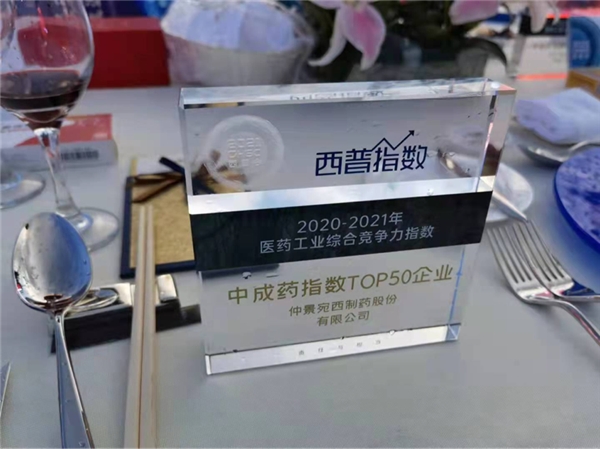 西普指数
2020-2021年
医药工业综合竞争力指数
中成药指数TOP50企业
仲景宛西制药股份
有限公司